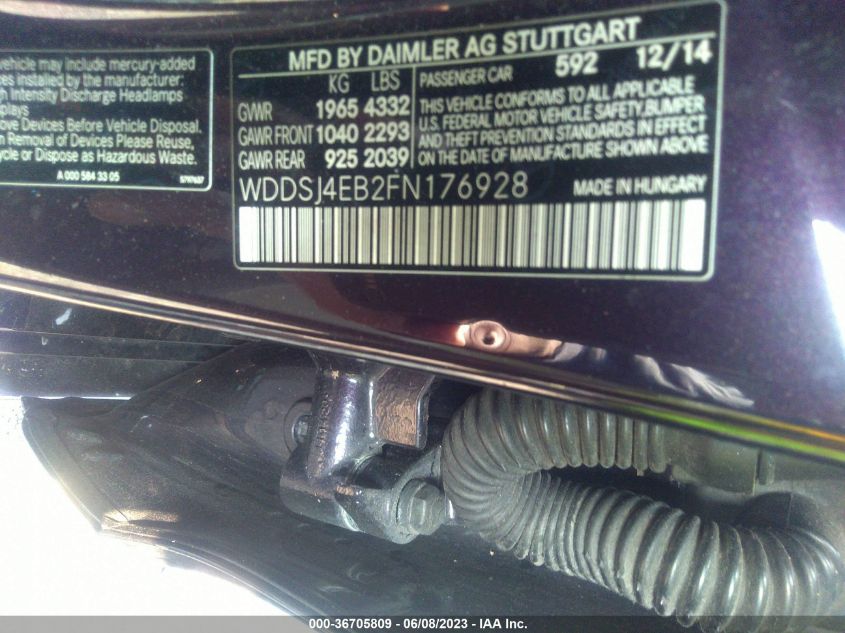 vehicle may include mercury-added
ces installed by the manufacturer:
gh Intensity Discharge Headlamps
splays
ove Devices Before Vehicle Disposal.
n Removal of Devices Please Reuse,
ycle or Dispose as Hazardous Waste.
A 000 584 33 05
MFD BY DAIMLER AG STUTTGART
KG LBS
GVWR 1965 4332
GAWR FRONT 1040 2293
GAWR REAR 925 2039
PASSENGER CAR 592 12/14
THIS VEHICLE CONFORMS TO ALL APPLICABLE
U.S. FEDERAL MOTOR VEHICLE SAFETY, BUMPER
AND THEFT PREVENTION STANDARDS IN EFFECT
ON THE DATE OF MANUFACTURE SHOWN ABOVE
WDDSJ4EB2FN176928 MADE IN HUNGARY
000-36705809 - 06/08/2023 - IAA Inc.